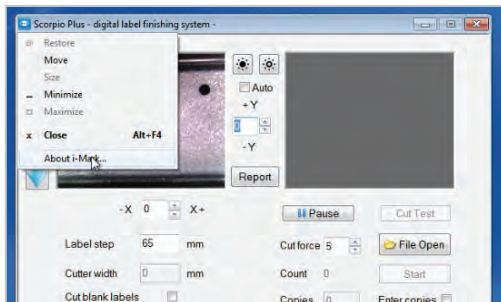 Scorpio Plus - digital label finishing system -
Restore
Move
Size
Minimize
Maximize
x Close Alt+F4
About i-Mark...
Auto
+ Y
0
- Y
Report
-X 0 X+
Pause Cut Test
Label step 65 mm Cut force 5 File Open
Cutter width 0 mm Count 0 Start
Cut blank labels Copies 0 Enter copies